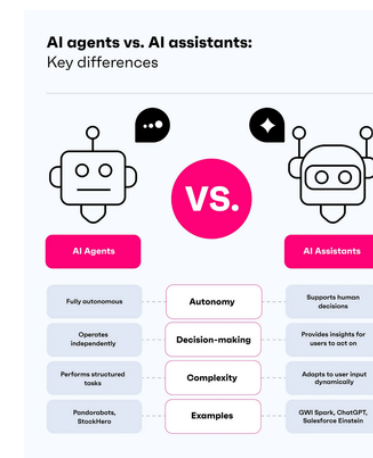 AI agents vs. AI assistants:
Key differences
VS.
AI Agents
AI Assistants
Fully autonomous
Autonomy
Supports human
decisions
Operates
independently
Decision-making
Provides insights for
users to act on
Performs structured
tasks
Complexity
Adapts to user input
dynamically
Pandorabots,
StockHero
Examples
GWI Spark, ChatGPT,
Salesforce Einstein